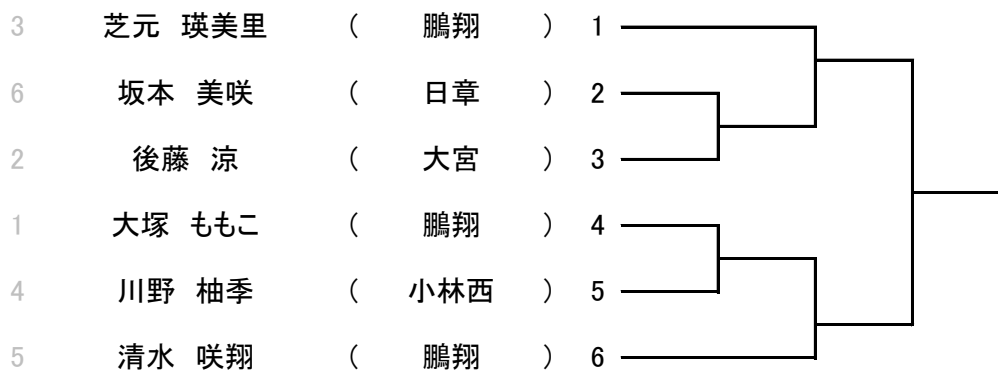 3 芝元 瑛美里 ( 鵬翔 ) 1
6 坂本 美咲 ( 日章 ) 2
2 後藤 涼 ( 大宮 ) 3
1 大塚 ももこ ( 鵬翔 ) 4
4 川野 柚季 ( 小林西 ) 5
5 清水 咲翔 ( 鵬翔 ) 6